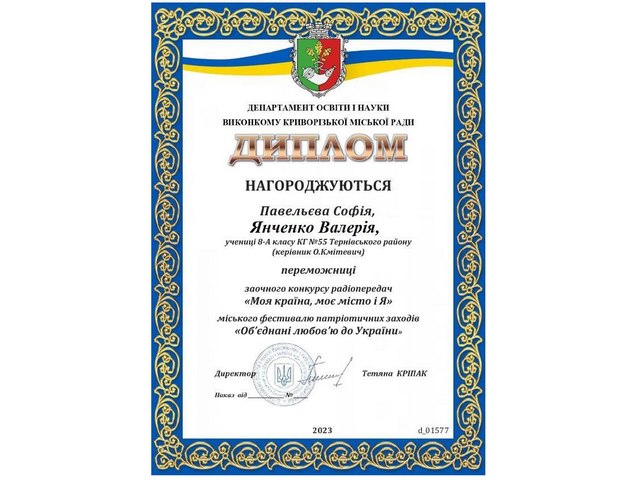 ДЕПАРТАМЕНТ ОСВІТИ І НАУКИ
ВИКОНКОМУ КРИВОРІЗЬКОЇ МІСЬКОЇ РАДИ
ДИПЛОМ
НАГОРОДЖУЮТЬСЯ
Павельєва Софія,
Янченко Валерія,
учениці 8-А класу КГ №55 Тернівського району
(керівник О.Кмітевич)
переможниці
заочного конкурсу радіопередач
«Моя країна, моє місто і Я»
міського фестивалю патріотичних заходів
«Об'єднані любов'ю до України»
Директор Тетяна КРІПАК
Наказ від __________ № ____
2023 d_01577